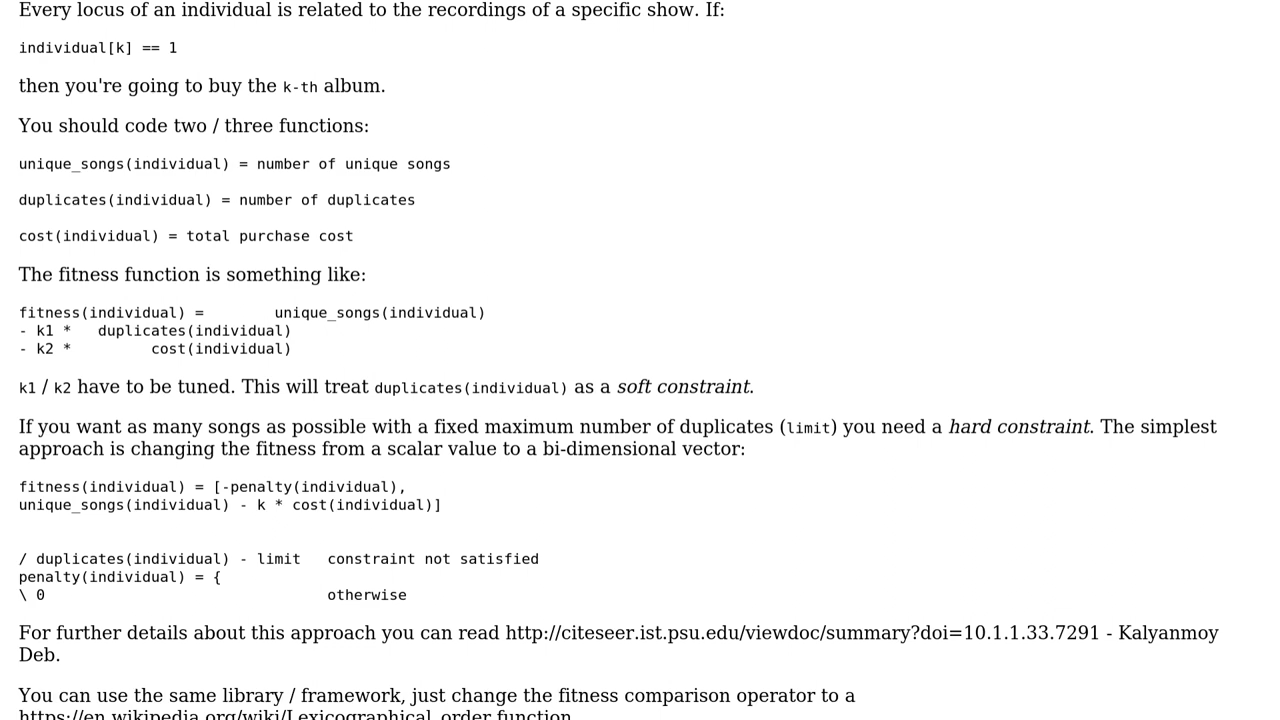 Every locus of an individual is related to the recordings of a specific show. If:
individual[k] == 1
then you're going to buy the k-th album.
You should code two / three functions:
unique_songs(individual) = number of unique songs
duplicates(individual) = number of duplicates
cost(individual) = total purchase cost
The fitness function is something like:
fitness(individual) =        unique_songs(individual)
- k1 *   duplicates(individual)
- k2 *         cost(individual)
k1 / k2 have to be tuned. This will treat duplicates(individual) as a soft constraint.
If you want as many songs as possible with a fixed maximum number of duplicates (limit) you need a hard constraint. The simplest
approach is changing the fitness from a scalar value to a bi-dimensional vector:
fitness(individual) = [-penalty(individual),
unique_songs(individual) - k * cost(individual)]
/ duplicates(individual) - limit   constraint not satisfied
penalty(individual) = {
\ 0                                otherwise
For further details about this approach you can read http://citeseer.ist.psu.edu/viewdoc/summary?doi=10.1.1.33.7291 - Kalyanmoy
Deb.
You can use the same library / framework, just change the fitness comparison operator to a
https://en.wikipedia.org/wiki/Lexicographical_order function.